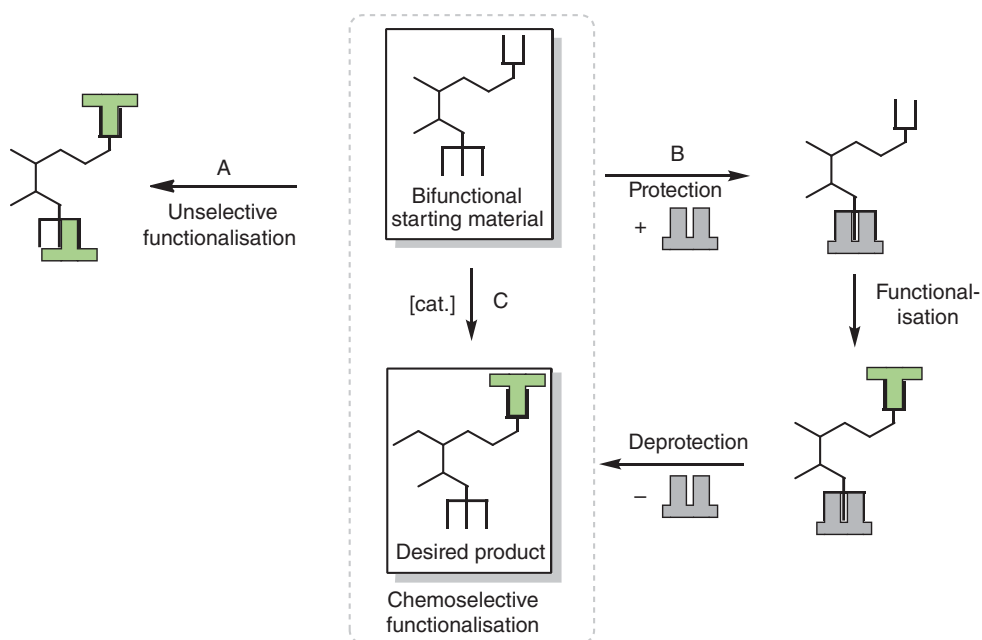 A
Unselective
functionalisation
Bifunctional
starting material
B
Protection
+
[cat.]
C
Functional-
isation
Deprotection
–
Desired product
Chemoselective
functionalisation